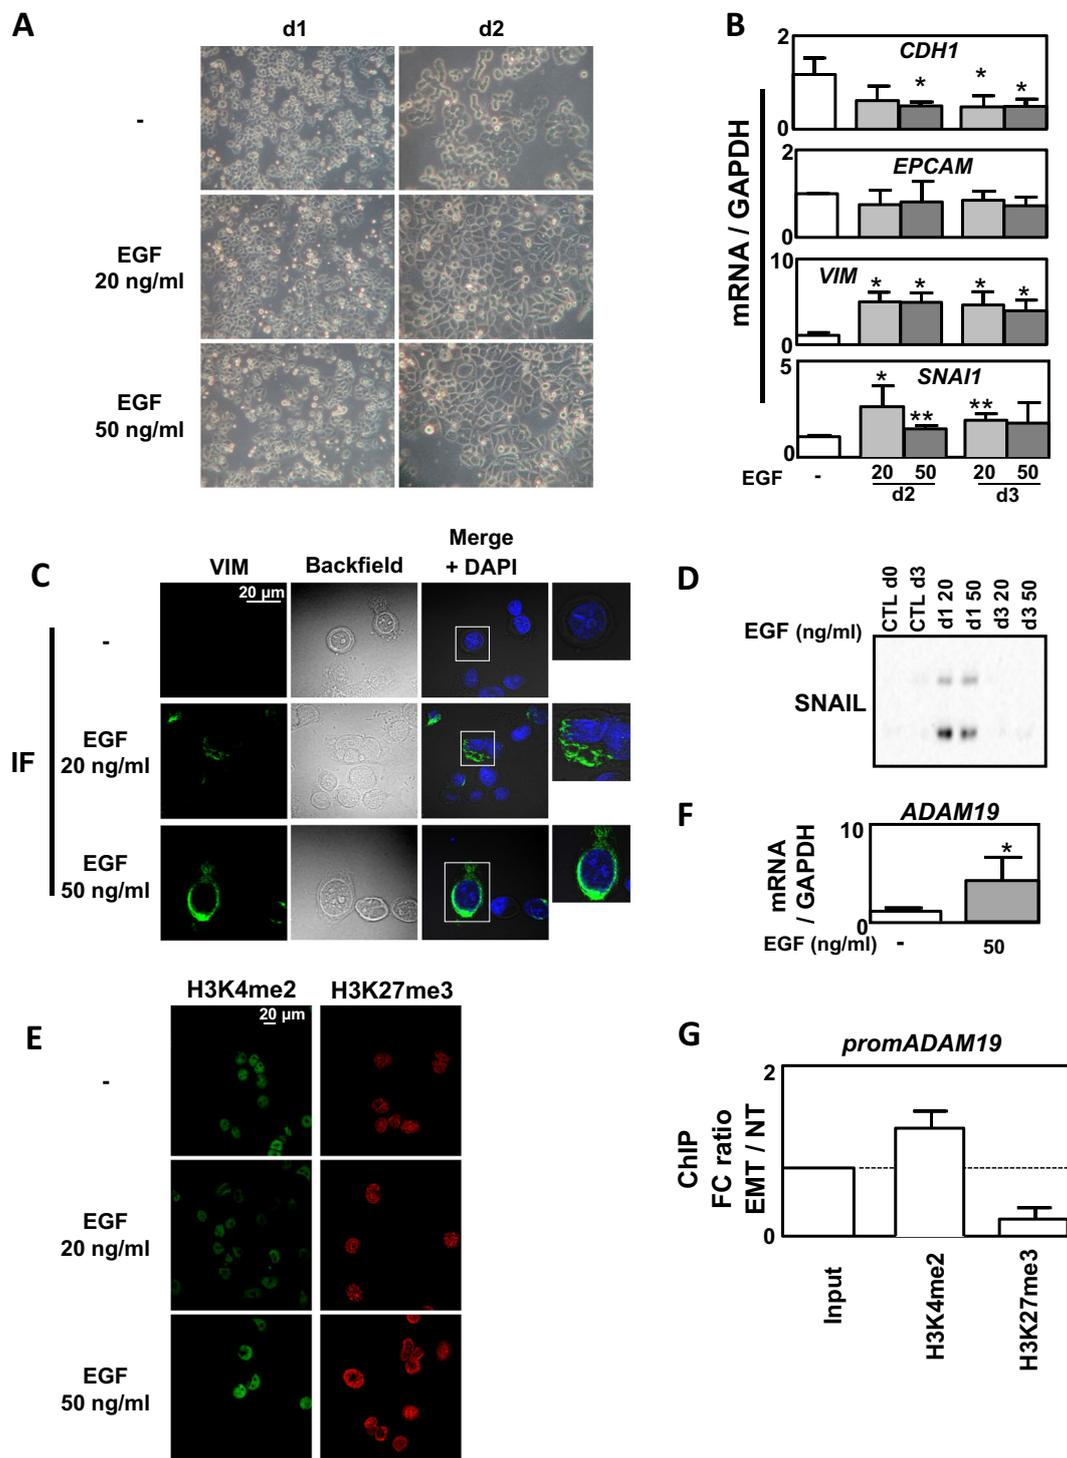 A
d1
d2
-
EGF
20 ng/ml
EGF
50 ng/ml
B
mRNA / GAPDH
2
CDH1
*
*
*
0
2
EPCAM
0
10
VIM
*
*
*
*
0
5
SNAI1
*
**
**
0
EGF
-
20
50
20
50
d2
d3
C
VIM
Backfield
Merge
+ DAPI
20 µm
IF
-
EGF
20 ng/ml
EGF
50 ng/ml
D
CTL d0
CTL d3
d1 20
d1 50
d3 20
d3 50
EGF (ng/ml)
SNAIL
F
ADAM19
mRNA
/ GAPDH
10
*
0
EGF (ng/ml)
-
50
E
H3K4me2
H3K27me3
20 µm
-
EGF
20 ng/ml
EGF
50 ng/ml
G
promADAM19
ChIP
FC ratio
EMT / NT
2
0
Input
H3K4me2
H3K27me3